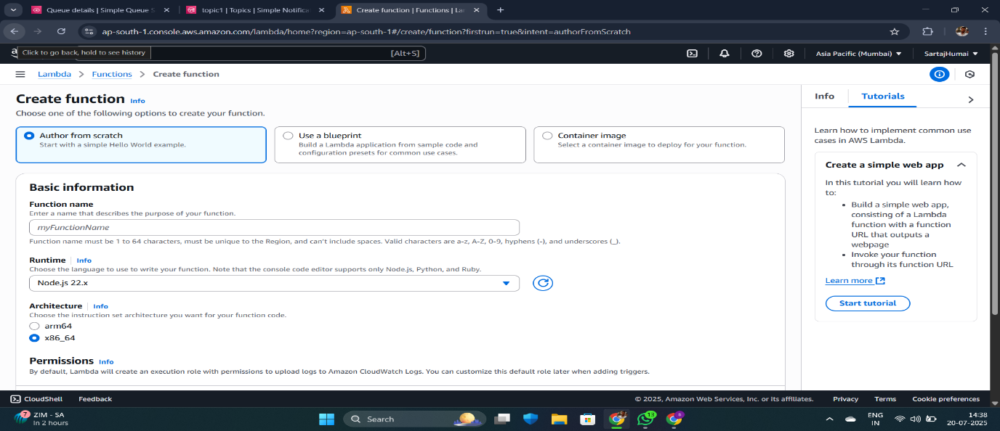 Queue details | Simple Queue S
topic1 | Topics | Simple Notifica
Create function | Functions | La
ap-south-1.console.aws.amazon.com/lambda/home?region=ap-south-1#/create/function?firstrun=true&intent=authorFromScratch
Click to go back, hold to see history
[Alt+S]
Asia Pacific (Mumbai)
SartajHumai
Lambda > Functions > Create function
Create function Info
Choose one of the following options to create your function.
Author from scratch
Start with a simple Hello World example.
Use a blueprint
Build a Lambda application from sample code and
configuration presets for common use cases.
Container image
Select a container image to deploy for your function.
Basic information
Function name
Enter a name that describes the purpose of your function.
myFunctionName
Function name must be 1 to 64 characters, must be unique to the Region, and can't include spaces. Valid characters are a-z, A-Z, 0-9, hyphens (-), and underscores (_).
Runtime Info
Choose the language to use to write your function. Note that the console code editor supports only Node.js, Python, and Ruby.
Node.js 22.x
Architecture Info
Choose the instruction set architecture you want for your function code.
arm64
x86_64
Permissions Info
By default, Lambda will create an execution role with permissions to upload logs to Amazon CloudWatch Logs. You can customize this default role later when adding triggers.
Info
Tutorials
Learn how to implement common use
cases in AWS Lambda.
Create a simple web app
In this tutorial you will learn how
to:
• Build a simple web app,
consisting of a Lambda
function with a function
URL that outputs a
webpage
• Invoke your function
through its function URL
Learn more
Start tutorial
CloudShell
Feedback
© 2025, Amazon Web Services, Inc. or its affiliates.
Privacy
Terms
Cookie preferences
7
ZIM - SA
In 2 hours
Search
ENG
IN
14:38
20-07-2025